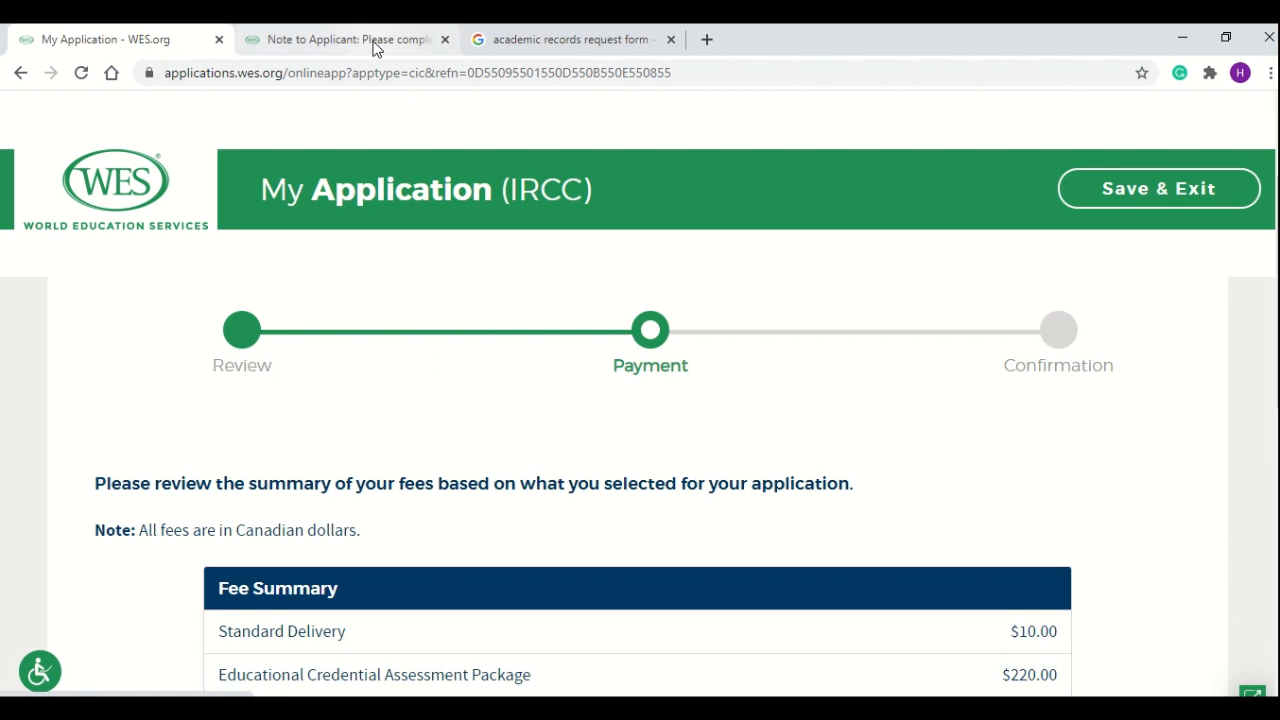 My Application - WES.org
Note to Applicant: Please comple
academic records request form -
applications.wes.org/onlineapp?apptype=cic&refn=0D55095501550D550B550E550855
G
H
WES
WORLD EDUCATION SERVICES
My Application (IRCC)
Save & Exit
Review
Payment
Confirmation
Please review the summary of your fees based on what you selected for your application.
Note: All fees are in Canadian dollars.
Fee Summary
Standard Delivery $10.00
Educational Credential Assessment Package $220.00